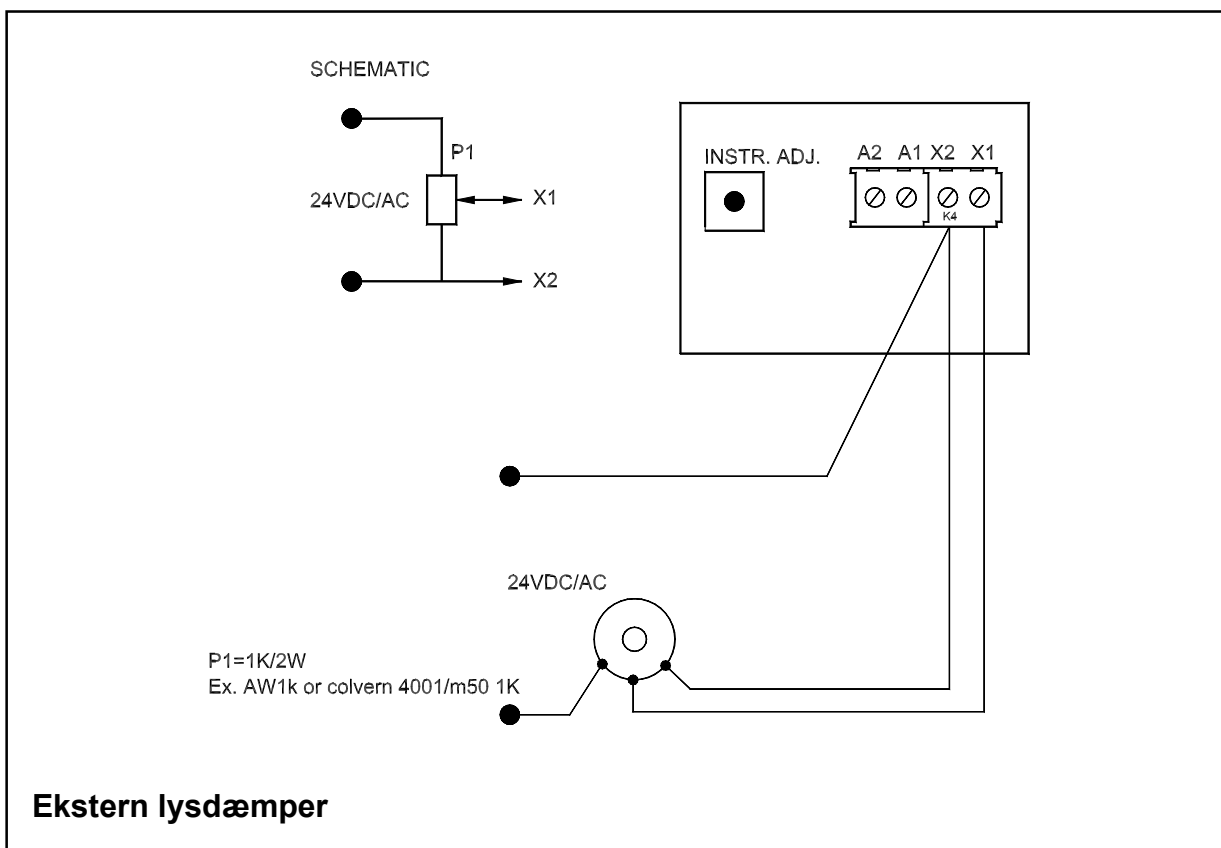 SCHEMATIC
P1
24VDC/AC
X1
X2
INSTR. ADJ.
A2 A1 X2 X1
K4
24VDC/AC
P1=1K/2W
Ex. AW1k or colvern 4001/m50 1K
Ekstern lysdæmper